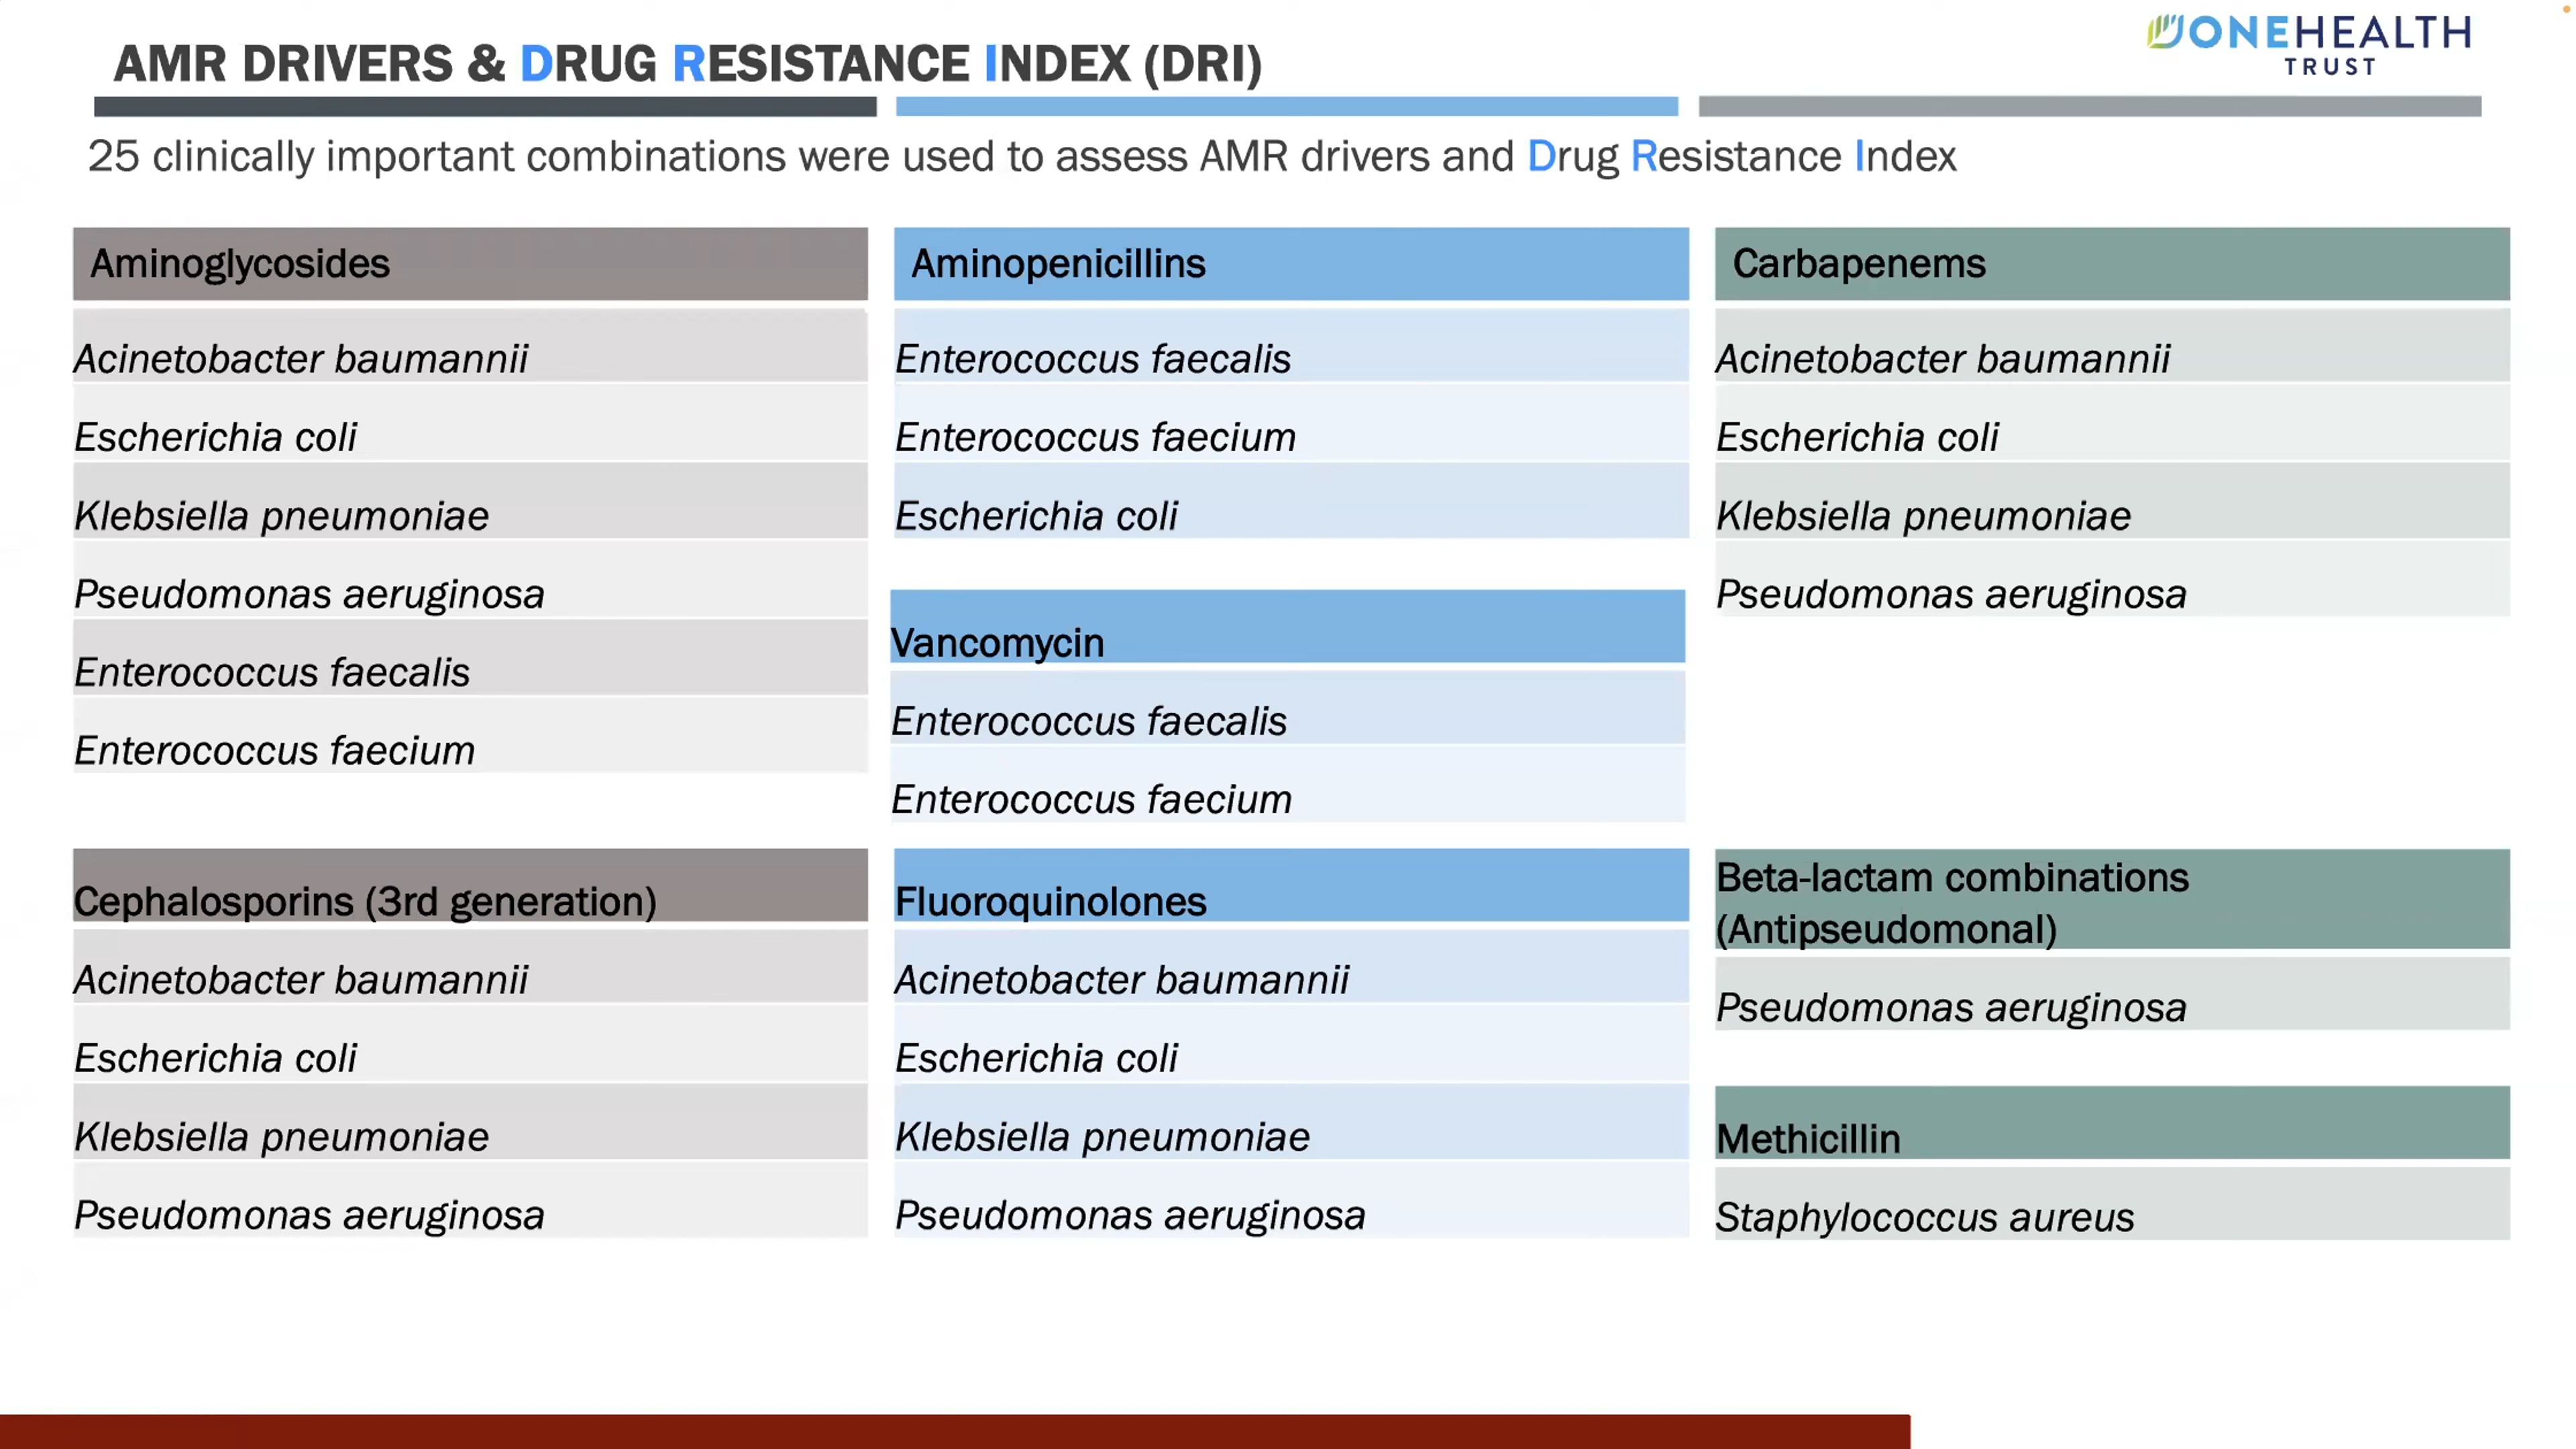 AMR DRIVERS & DRUG RESISTANCE INDEX (DRI)
ONEHEALTH
TRUST
25 clinically important combinations were used to assess AMR drivers and Drug Resistance Index
Aminoglycosides
Acinetobacter baumannii
Escherichia coli
Klebsiella pneumoniae
Pseudomonas aeruginosa
Enterococcus faecalis
Enterococcus faecium
Aminopenicillins
Enterococcus faecalis
Enterococcus faecium
Escherichia coli
Vancomycin
Enterococcus faecalis
Enterococcus faecium
Carbapenems
Acinetobacter baumannii
Escherichia coli
Klebsiella pneumoniae
Pseudomonas aeruginosa
Cephalosporins (3rd generation)
Acinetobacter baumannii
Escherichia coli
Klebsiella pneumoniae
Pseudomonas aeruginosa
Fluoroquinolones
Acinetobacter baumannii
Escherichia coli
Klebsiella pneumoniae
Pseudomonas aeruginosa
Beta-lactam combinations
(Antipseudomonal)
Pseudomonas aeruginosa
Methicillin
Staphylococcus aureus